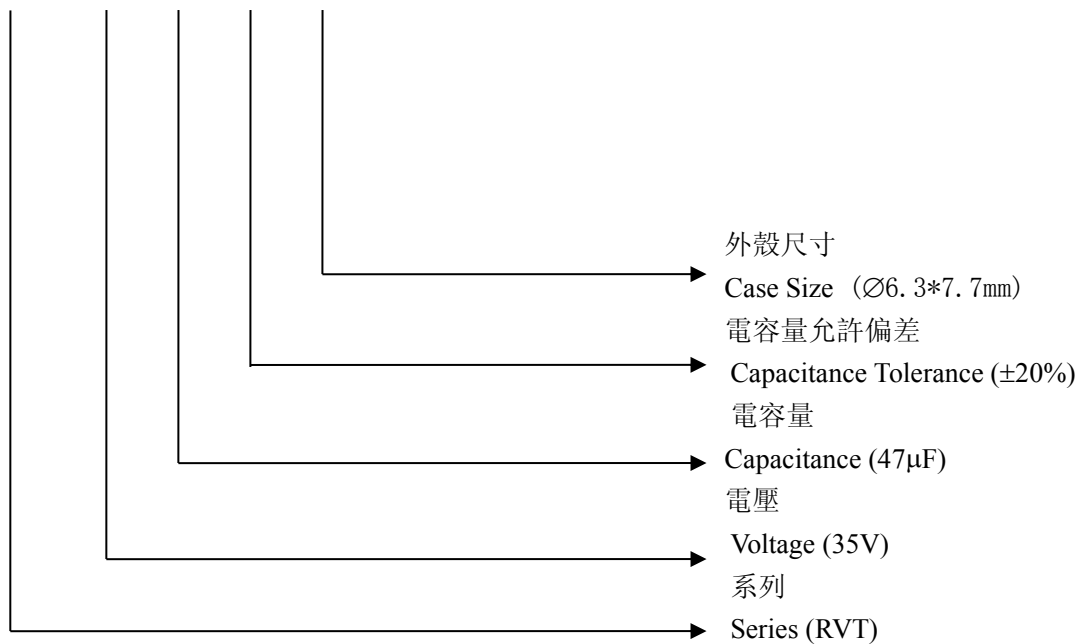 外殼尺寸
Case Size （∅6.3*7.7mm）
電容量允許偏差
Capacitance Tolerance (±20%)
電容量
Capacitance (47μF)
電壓
Voltage (35V)
系列
Series (RVT)